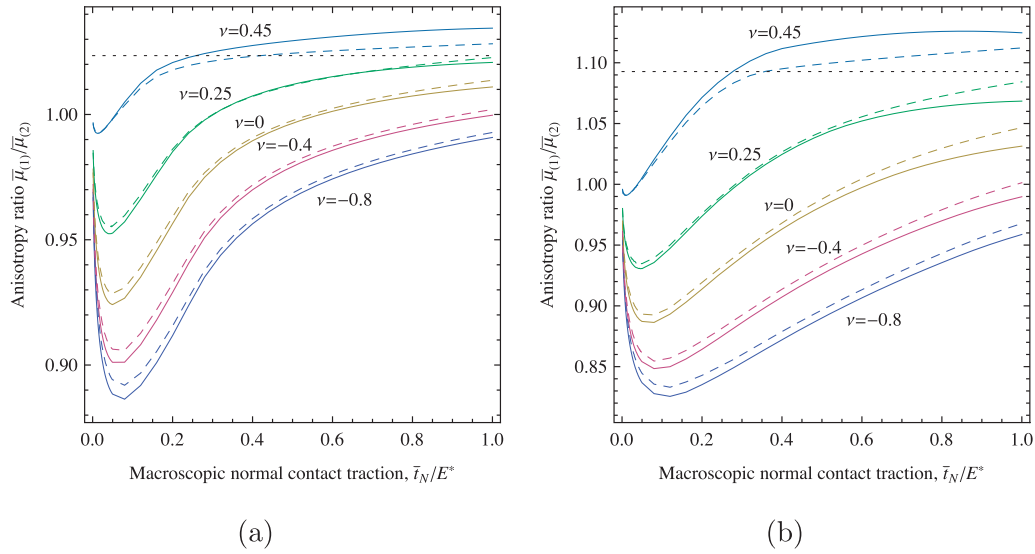 Anisotropy ratio μ̅(1)/μ̅(2)
1.00
0.95
0.90
ν=0.45
ν=0.25
ν=0
ν=−0.4
ν=−0.8
0.0 0.2 0.4 0.6 0.8 1.0
Macroscopic normal contact traction, t̅N/E*
(a)
Anisotropy ratio μ̅(1)/μ̅(2)
1.10
1.05
1.00
0.95
0.90
0.85
ν=0.45
ν=0.25
ν=0
ν=−0.4
ν=−0.8
0.0 0.2 0.4 0.6 0.8 1.0
Macroscopic normal contact traction, t̅N/E*
(b)